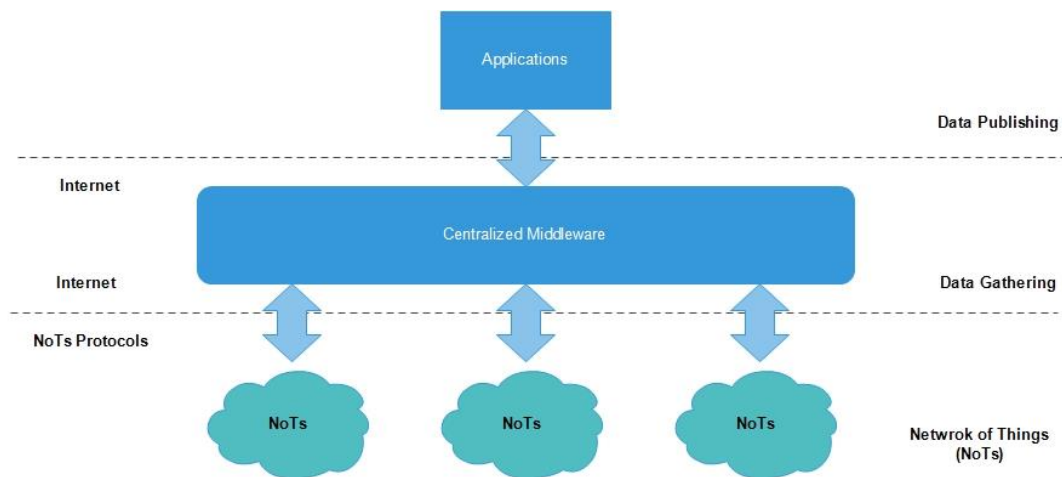 Applications
Data Publishing
Internet
Centralized Middleware
Internet
Data Gathering
NoTs Protocols
NoTs
NoTs
NoTs
Netwrok of Things
(NoTs)